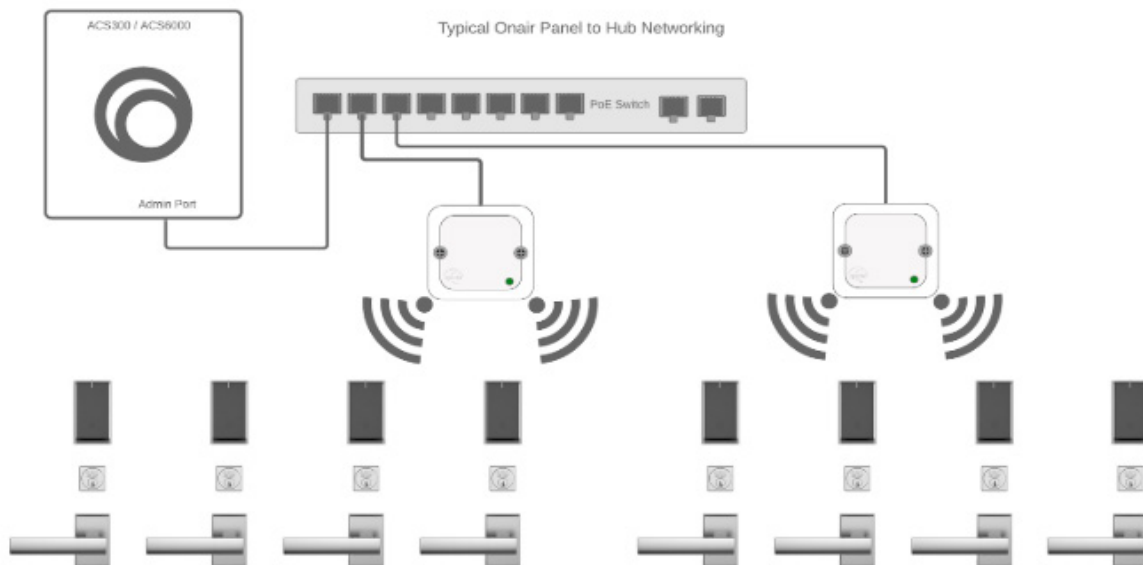 ACS300 / ACS6000
Typical Onair Panel to Hub Networking
PoE Switch
Admin Port